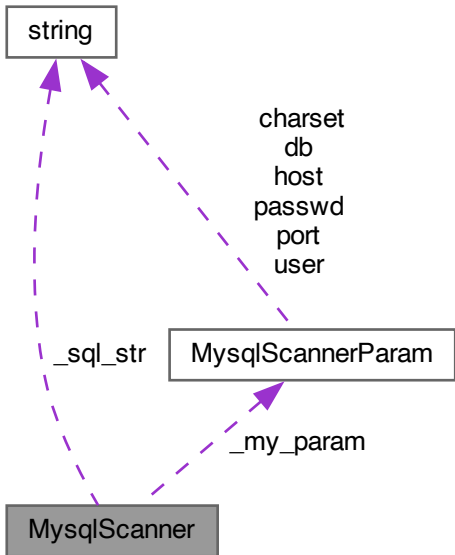 string
charset
db
host
passwd
port
user
_sql_str
MysqlScannerParam
_my_param
MysqlScanner